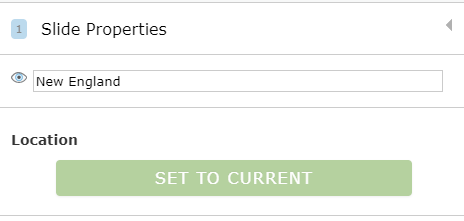 1 Slide Properties
New England
Location
SET TO CURRENT